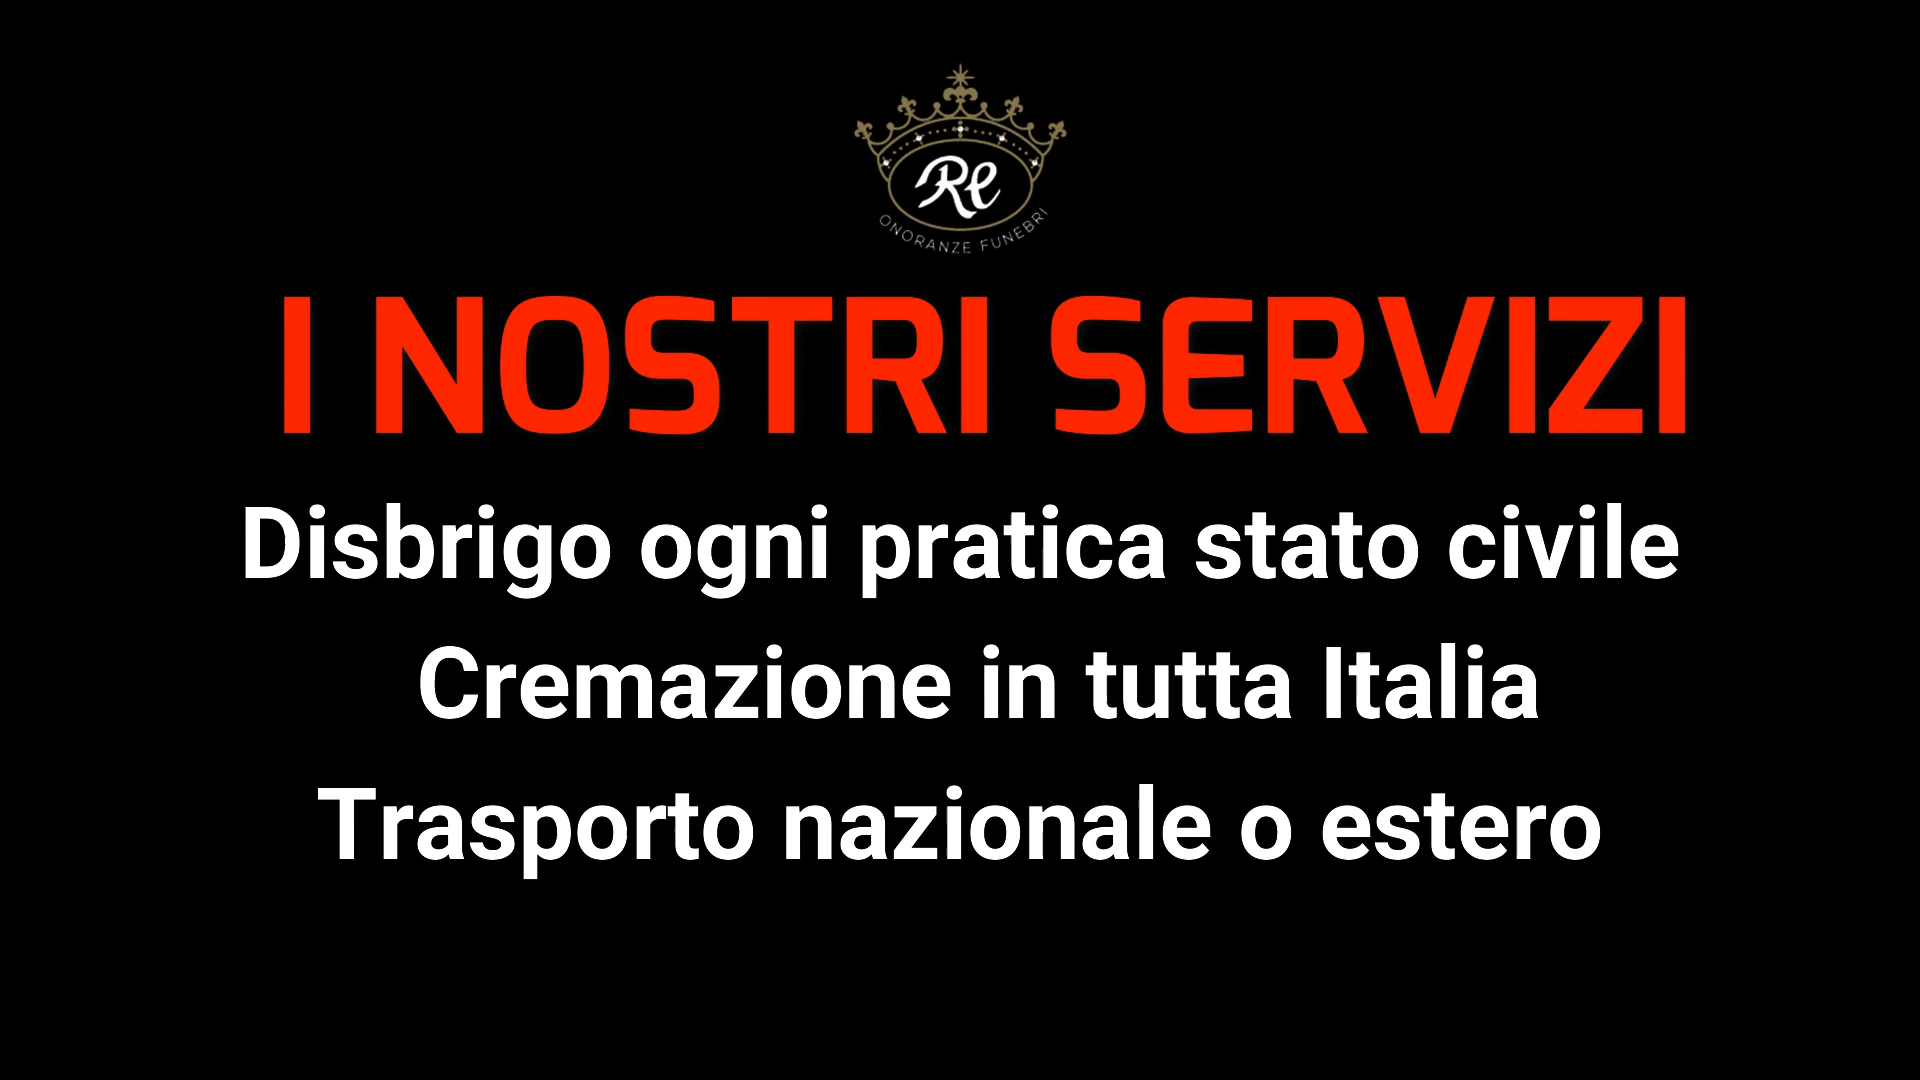 Re
ONORANZE FUNEBRI
I NOSTRI SERVIZI
Disbrigo ogni pratica stato civile
Cremazione in tutta Italia
Trasporto nazionale o estero